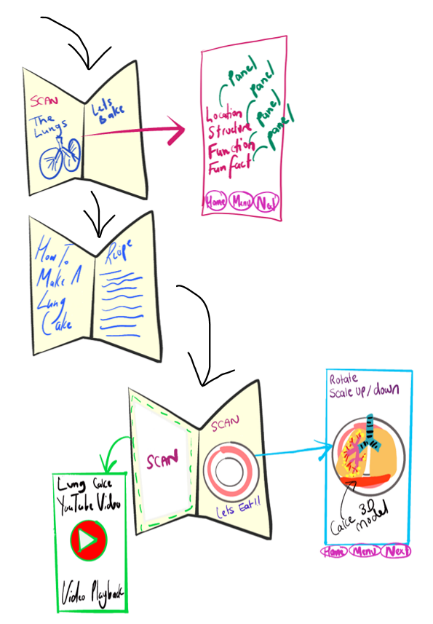 SCAN
The
Lungs
Lets
Bake
Panel
Panel
Location
Panel
Structure
Function
Panel
Fun fact
Home Menu Next
How To
Make A
Lung
Cake
SCAN
SCAN
Lets Eat!!
Rotate
Scale up/down
Cake 3D
model
Home Menu Next
Lung Cake
YouTube Video
Video Playback